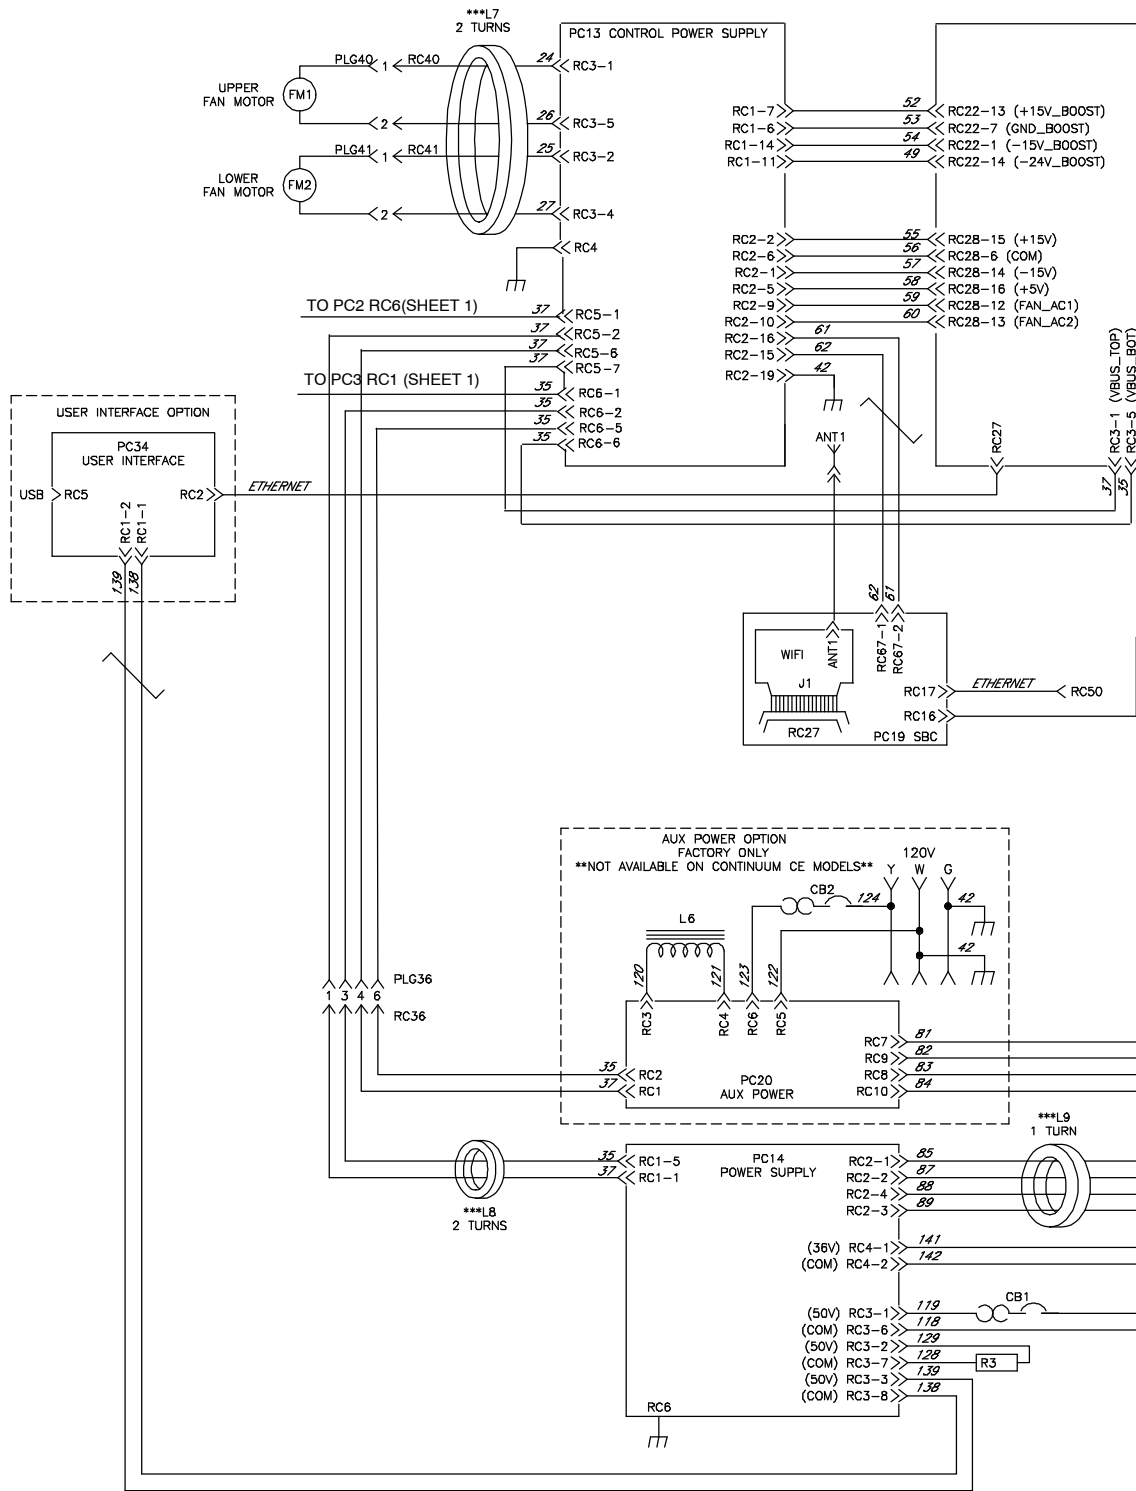 ***L7
2 TURNS
PC13 CONTROL POWER SUPPLY
PLG40
1
RC40
24
RC3-1
UPPER
FAN MOTOR
FM1
2
26
RC3-5
PLG41
1
RC41
25
RC3-2
LOWER
FAN MOTOR
FM2
2
27
RC3-4
RC4
RC1-7
52
RC22-13 (+15V_BOOST)
RC1-6
53
RC22-7 (GND_BOOST)
RC1-14
54
RC22-1 (-15V_BOOST)
RC1-11
49
RC22-14 (-24V_BOOST)
RC2-2
55
RC28-15 (+15V)
RC2-6
56
RC28-6 (COM)
RC2-1
57
RC28-14 (-15V)
RC2-5
58
RC28-16 (+5V)
RC2-9
59
RC28-12 (FAN_AC1)
RC2-10
60
RC28-13 (FAN_AC2)
RC2-16
61
RC2-15
62
RC2-19
42
TO PC2 RC6(SHEET 1)
37
RC5-1
37
RC5-2
37
RC5-6
37
RC5-7
TO PC3 RC1 (SHEET 1)
35
RC6-1
35
RC6-2
35
RC6-5
35
RC6-6
ANT1
RC27
RC3-1 (VBUS_TOP)
RC3-5 (VBUS_BOT)
37
35
USER INTERFACE OPTION
PC34
USER INTERFACE
USB
RC5
RC2
ETHERNET
RC1-2
RC1-1
139
138
62
61
RC67-1
RC67-2
WIFI
ANT1
J1
RC27
RC17
ETHERNET
RC50
RC16
PC19 SBC
AUX POWER OPTION
FACTORY ONLY
**NOT AVAILABLE ON CONTINUUM CE MODELS**
120V
Y W G
CB2
124
42
42
L6
120
121
123
122
RC3
RC4
RC6
RC5
PLG36
1 3 4 6
RC36
RC7
81
RC9
82
RC8
83
RC10
84
35
RC2
37
RC1
PC20
AUX POWER
***L9
1 TURN
35
RC1-5
37
RC1-1
***L8
2 TURNS
PC14
POWER SUPPLY
RC2-1
85
RC2-2
87
RC2-4
88
RC2-3
89
(36V) RC4-1
141
(COM) RC4-2
142
CB1
(50V) RC3-1
119
(COM) RC3-6
118
(50V) RC3-2
129
(COM) RC3-7
128
R3
(50V) RC3-3
139
(COM) RC3-8
138
RC6